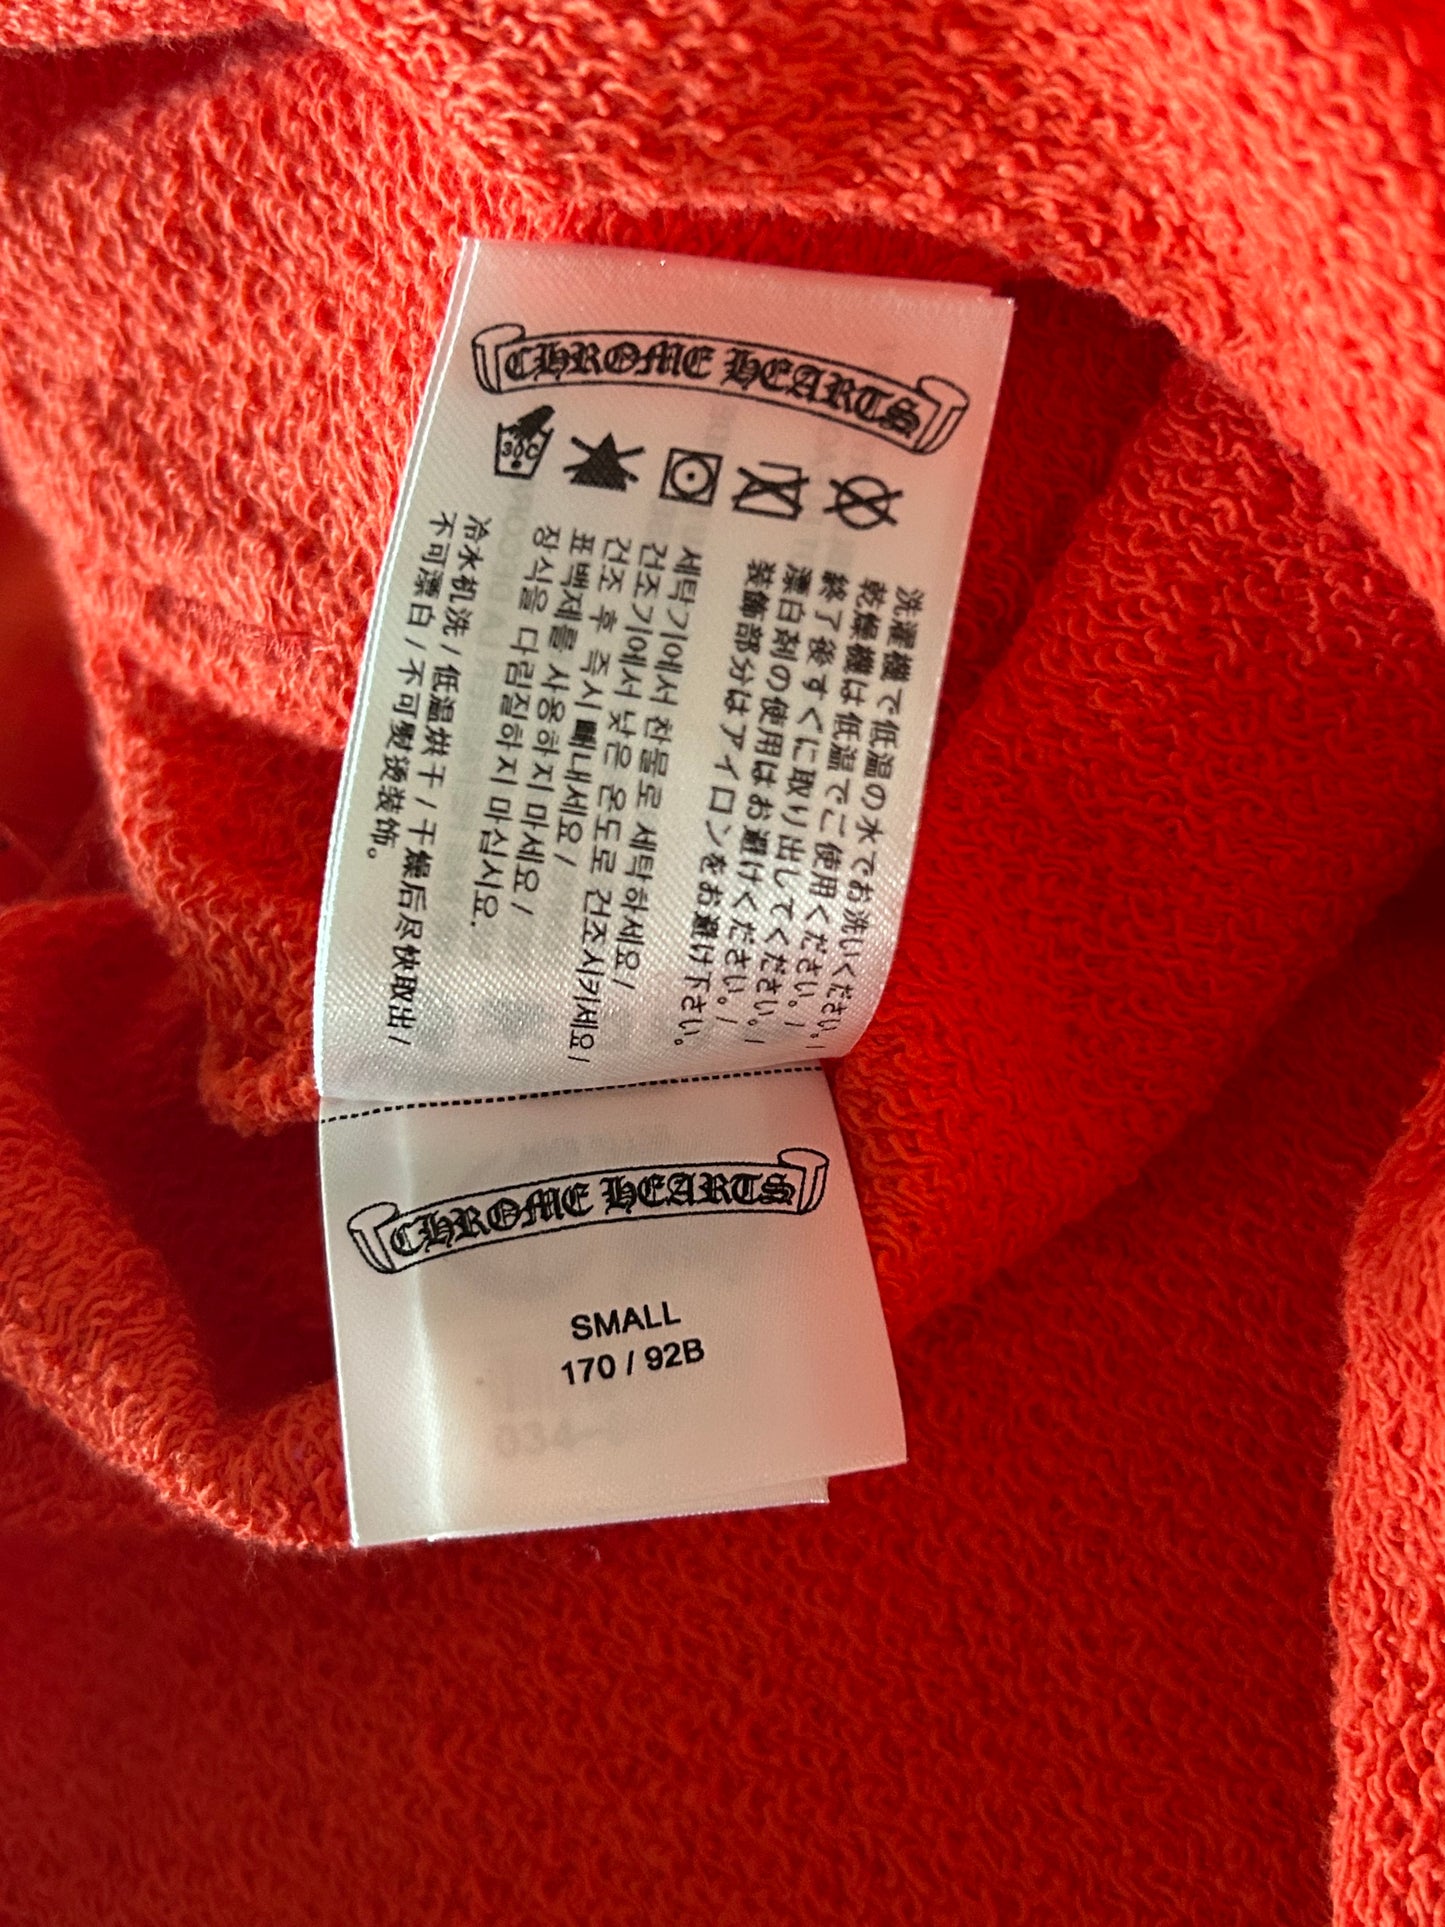 CHROME HEARTS
30C
洗濯機で低温の水でお洗いください。/
乾燥機は低温でご使用ください。/
終了後すぐに取り出してください。/
漂白剤の使用はお避けください。/
装飾部分はアイロンをお避け下さい。
세탁기에서 찬물로 세탁하세요/
건조기에서 낮은 온도로 건조시키세요/
건조 후 즉시 빼내세요/
표백제를 사용하지 마세요/
장식을 다림질하지 마십시요.
冷水机洗/低温烘干/干燥后尽快取出/
不可漂白/不可熨烫装饰。
CHROME HEARTS
SMALL
170 / 92B